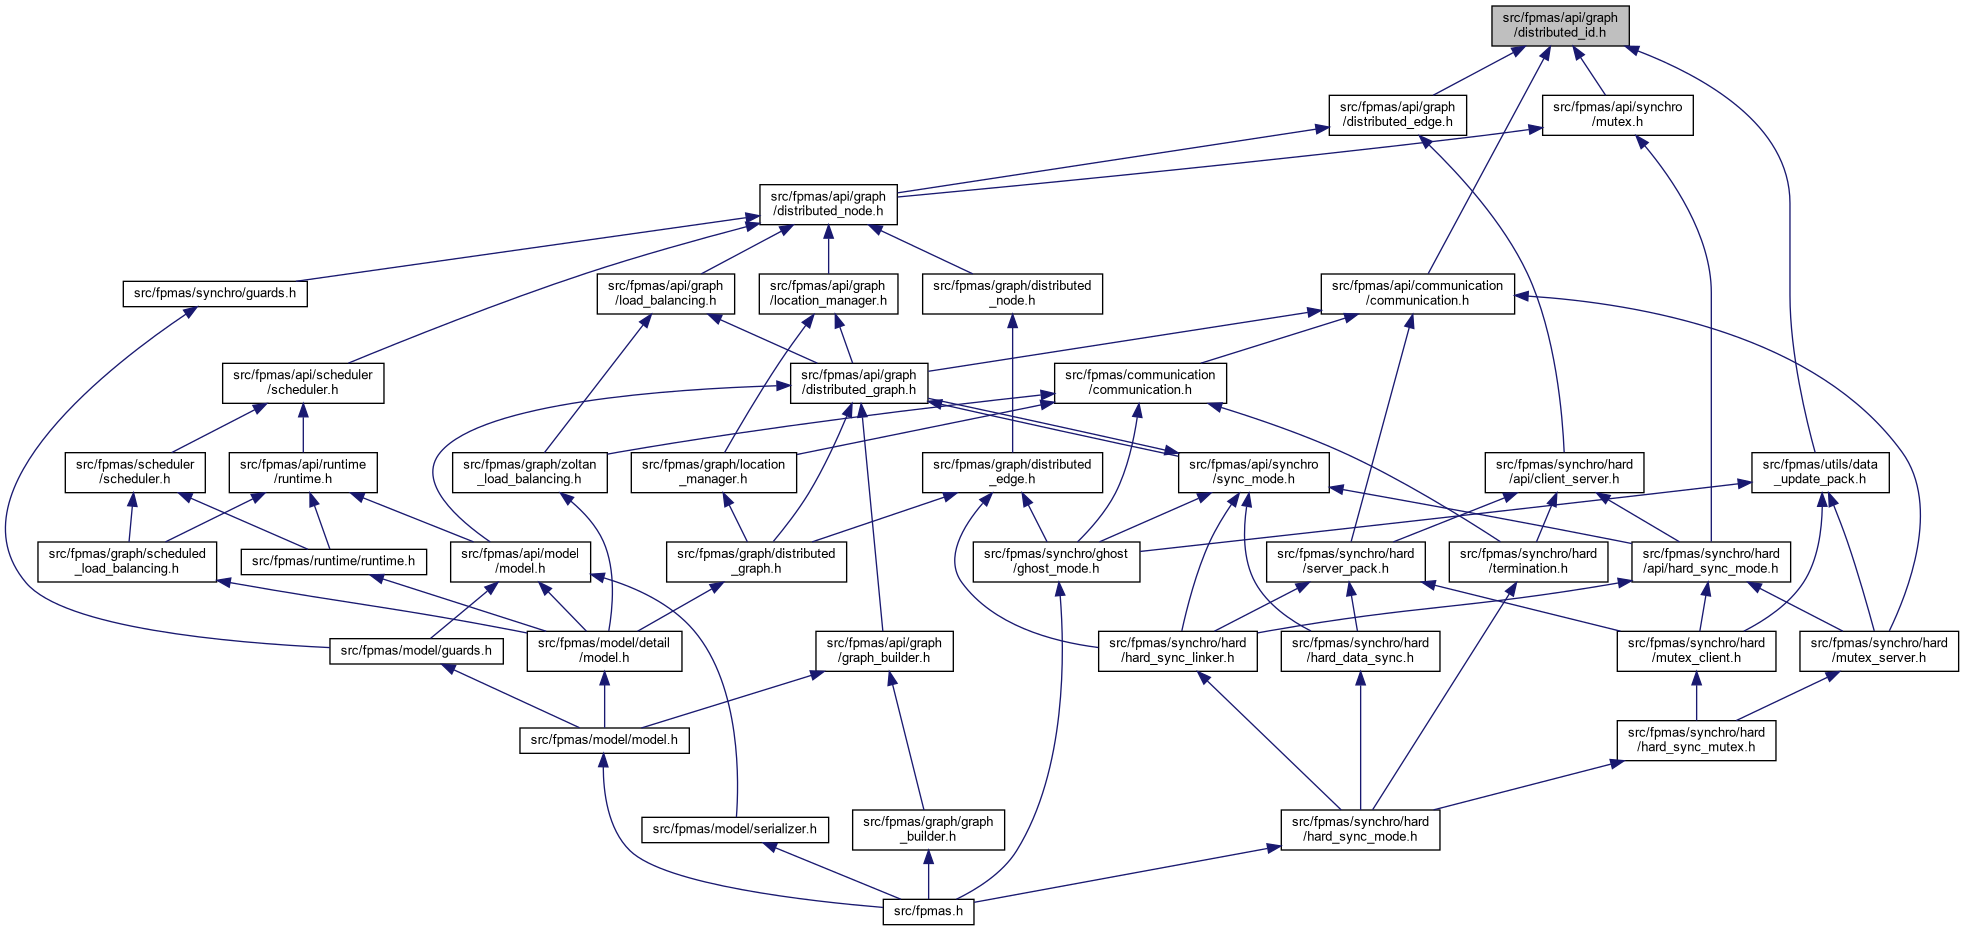 src/fpmas/api/graph
/distributed_id.h
src/fpmas/api/graph
/distributed_edge.h
src/fpmas/api/synchro
/mutex.h
src/fpmas/api/graph
/distributed_node.h
src/fpmas/synchro/guards.h
src/fpmas/api/graph
/load_balancing.h
src/fpmas/api/graph
/location_manager.h
src/fpmas/graph/distributed
_node.h
src/fpmas/api/communication
/communication.h
src/fpmas/api/scheduler
/scheduler.h
src/fpmas/api/graph
/distributed_graph.h
src/fpmas/communication
/communication.h
src/fpmas/scheduler
/scheduler.h
src/fpmas/api/runtime
/runtime.h
src/fpmas/graph/zoltan
_load_balancing.h
src/fpmas/graph/location
_manager.h
src/fpmas/graph/distributed
_edge.h
src/fpmas/api/synchro
/sync_mode.h
src/fpmas/synchro/hard
/api/client_server.h
src/fpmas/utils/data
_update_pack.h
src/fpmas/graph/scheduled
_load_balancing.h
src/fpmas/runtime/runtime.h
src/fpmas/api/model
/model.h
src/fpmas/graph/distributed
_graph.h
src/fpmas/synchro/ghost
/ghost_mode.h
src/fpmas/synchro/hard
/server_pack.h
src/fpmas/synchro/hard
/termination.h
src/fpmas/synchro/hard
/api/hard_sync_mode.h
src/fpmas/model/guards.h
src/fpmas/model/detail
/model.h
src/fpmas/api/graph
/graph_builder.h
src/fpmas/synchro/hard
/hard_sync_linker.h
src/fpmas/synchro/hard
/hard_data_sync.h
src/fpmas/synchro/hard
/mutex_client.h
src/fpmas/synchro/hard
/mutex_server.h
src/fpmas/model/model.h
src/fpmas/synchro/hard
/hard_sync_mutex.h
src/fpmas/model/serializer.h
src/fpmas/graph/graph
_builder.h
src/fpmas/synchro/hard
/hard_sync_mode.h
src/fpmas.h